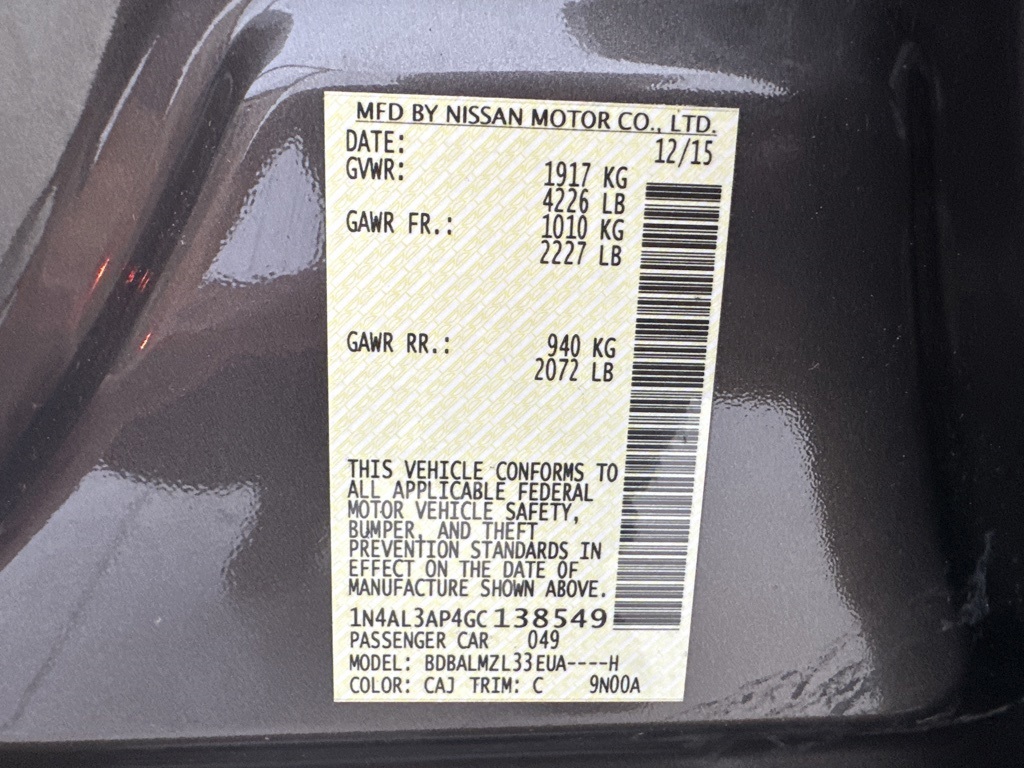 MFD BY NISSAN MOTOR CO., LTD.
DATE: 12/15
GVWR: 1917 KG
4226 LB
GAWR FR.: 1010 KG
2227 LB
GAWR RR.: 940 KG
2072 LB
THIS VEHICLE CONFORMS TO
ALL APPLICABLE FEDERAL
MOTOR VEHICLE SAFETY,
BUMPER, AND THEFT
PREVENTION STANDARDS IN
EFFECT ON THE DATE OF
MANUFACTURE SHOWN ABOVE.
1N4AL3AP4GC138549
PASSENGER CAR 049
MODEL: BDBALMZL33EUA----H
COLOR: CAJ TRIM: C 9N00A